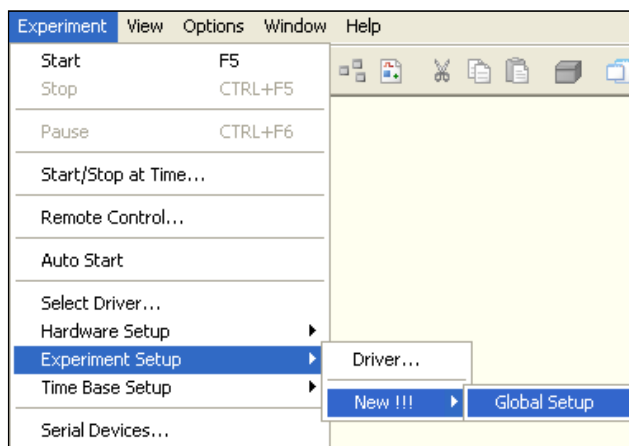 Experiment View Options Window Help
Start F5
Stop CTRL+F5
Pause CTRL+F6
Start/Stop at Time...
Remote Control...
Auto Start
Select Driver...
Hardware Setup
Experiment Setup Driver...
Time Base Setup New !!! Global Setup
Serial Devices...